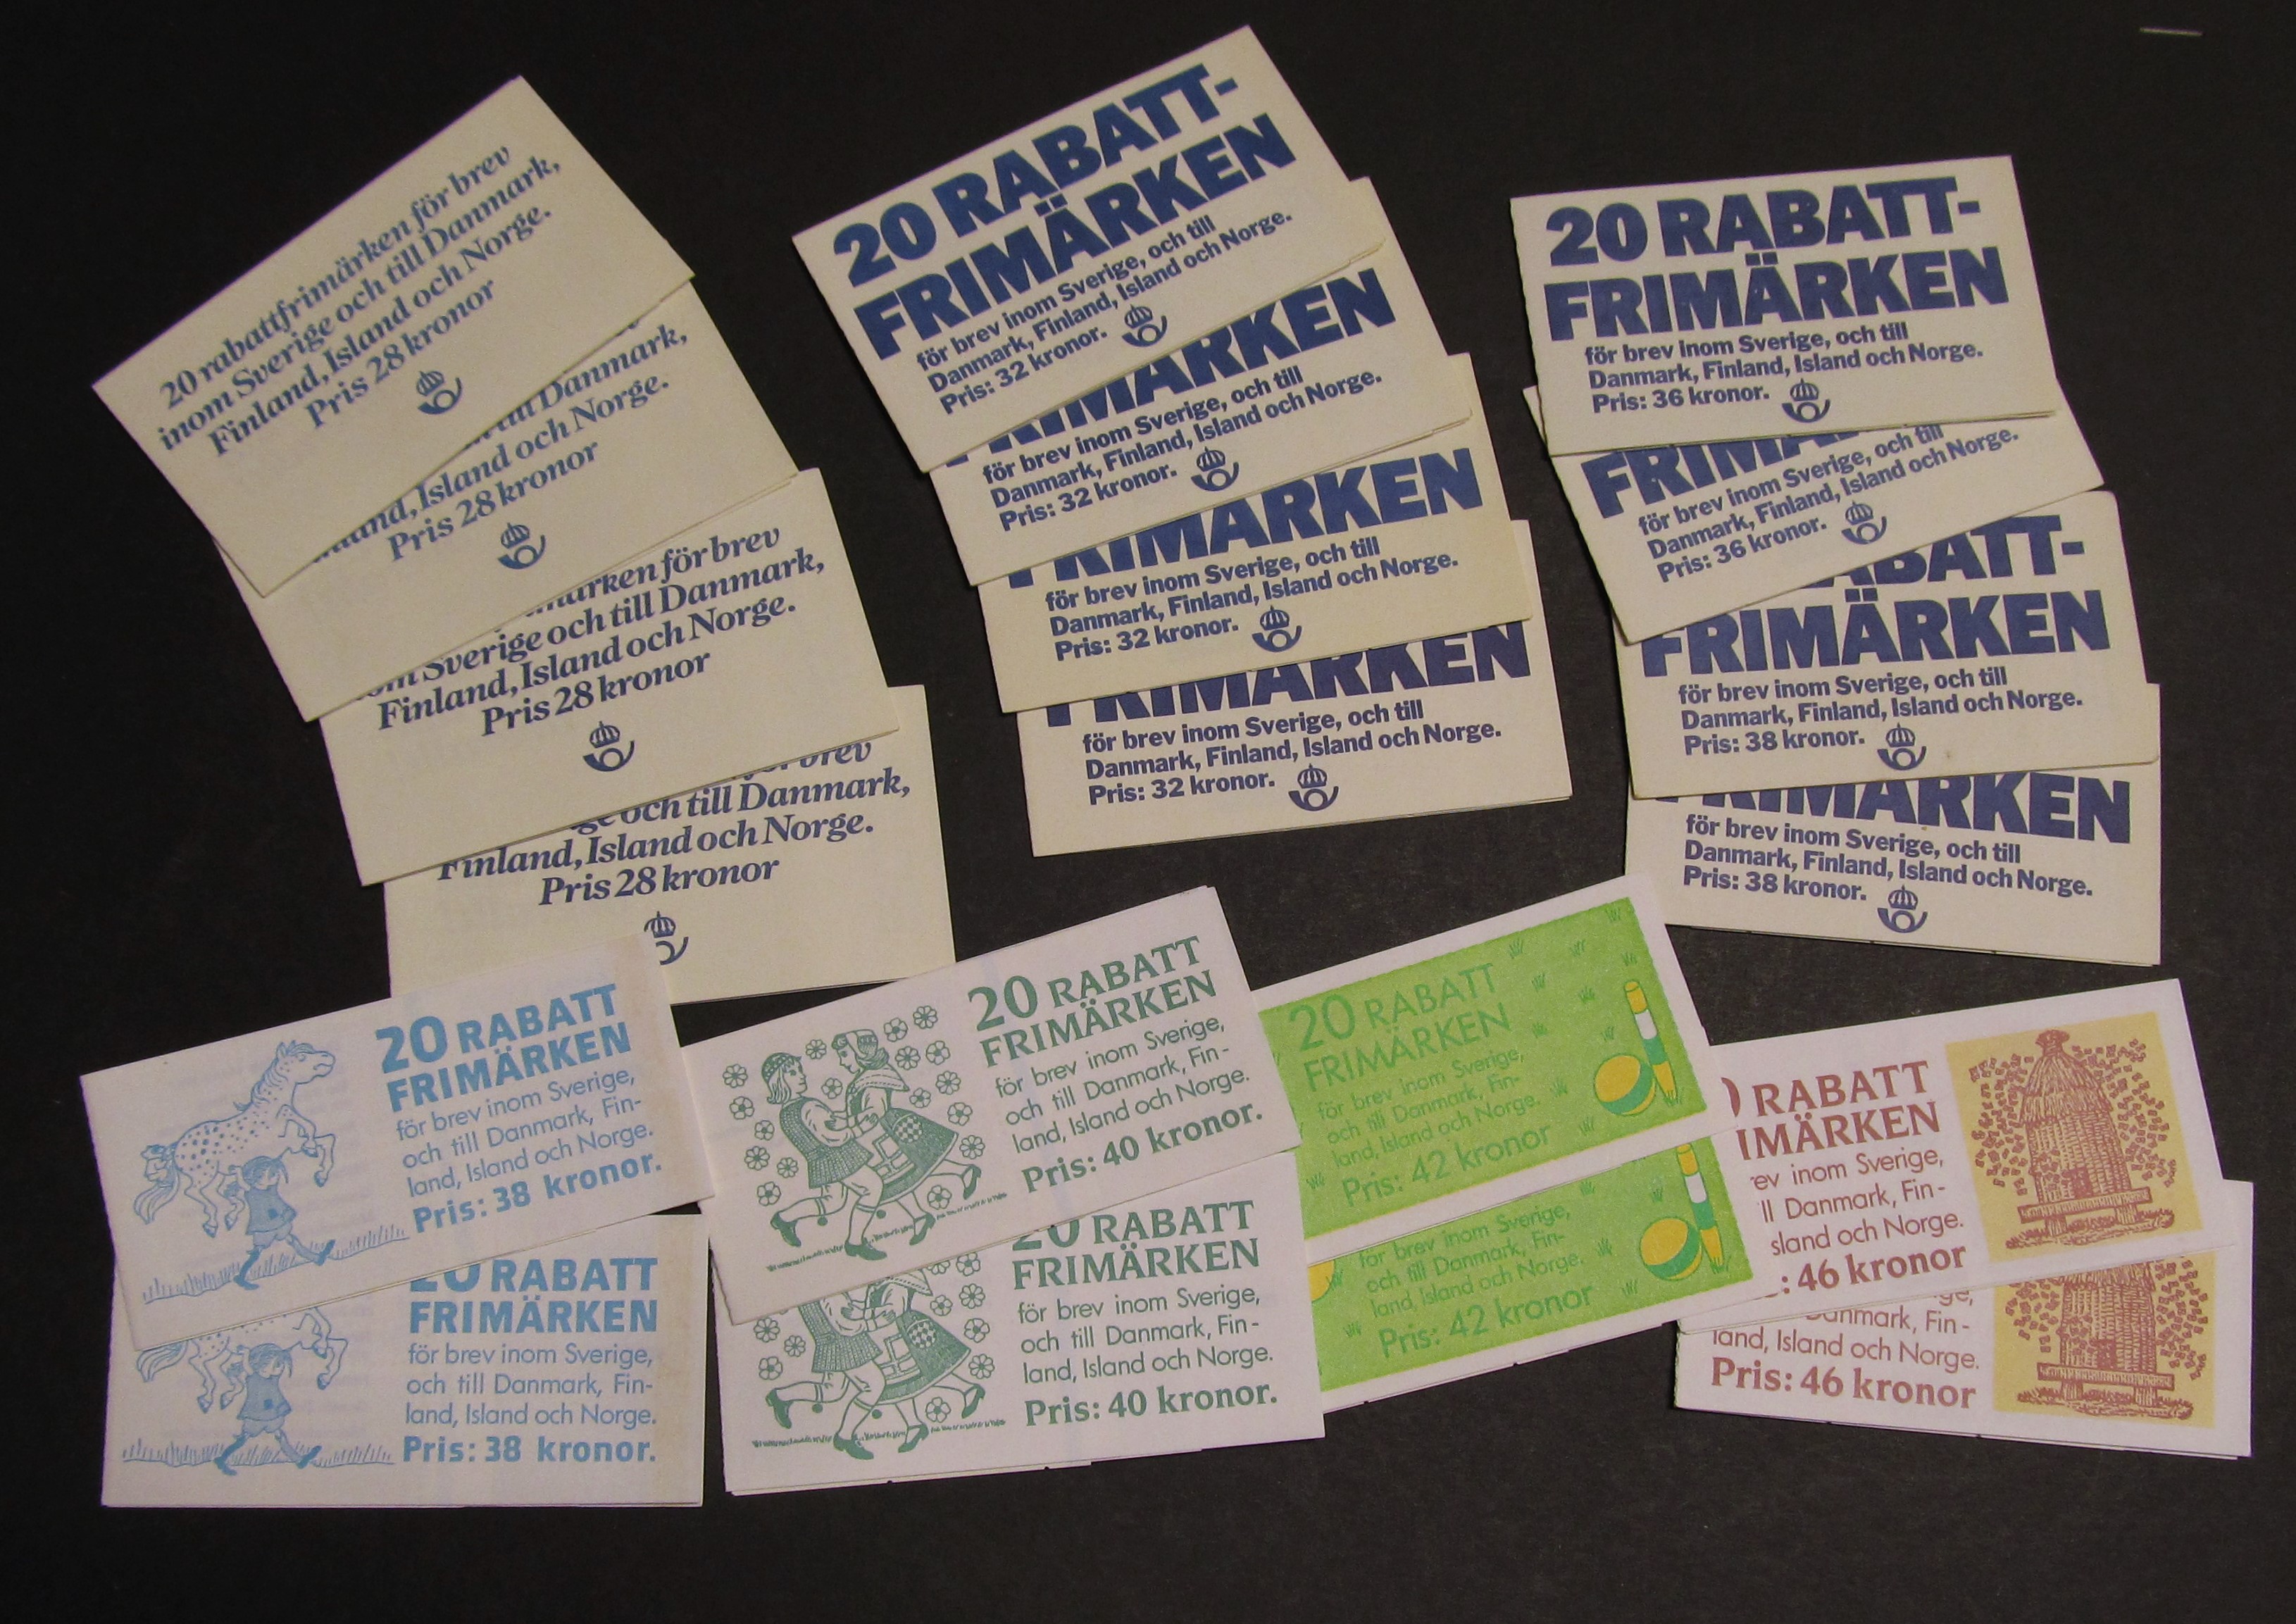 20 rabattfrimärken för brev
inom Sverige och till Danmark,
Finland, Island och Norge.
Pris 28 kronor
Danmark,
Island och Norge.
Pris 28 kronor
för brev
Sverige och till Danmark,
Finland, Island och Norge.
Pris 28 kronor
och till Danmark,
Finland, Island och Norge.
Pris 28 kronor
20 RABATT-
FRIMÄRKEN
för brev inom Sverige, och till
Danmark, Finland, Island och Norge.
Pris: 32 kronor.
FRIMÄRKEN
för brev inom Sverige, och till
Danmark, Finland, Island och Norge.
Pris: 32 kronor.
FRIMÄRKEN
för brev inom Sverige, och till
Danmark, Finland, Island och Norge.
Pris: 32 kronor.
FRIMÄRKEN
för brev inom Sverige, och till
Danmark, Finland, Island och Norge.
Pris: 32 kronor.
20 RABATT-
FRIMÄRKEN
för brev inom Sverige, och till
Danmark, Finland, Island och Norge.
Pris: 36 kronor.
för brev inom Sverige, och till
Danmark, Finland, Island och Norge.
Pris: 36 kronor.
RABATT-
FRIMÄRKEN
för brev inom Sverige, och till
Danmark, Finland, Island och Norge.
Pris: 38 kronor.
FRIMÄRKEN
för brev inom Sverige, och till
Danmark, Finland, Island och Norge.
Pris: 38 kronor.
20 RABATT
FRIMÄRKEN
för brev inom Sverige,
och till Danmark, Fin-
land, Island och Norge.
Pris: 38 kronor.
20 RABATT
FRIMÄRKEN
för brev inom Sverige,
och till Danmark, Fin-
land, Island och Norge.
Pris: 38 kronor.
20 RABATT
FRIMÄRKEN
för brev inom Sverige,
och till Danmark, Fin-
land, Island och Norge.
Pris: 40 kronor.
20 RABATT
FRIMÄRKEN
för brev inom Sverige,
och till Danmark, Fin-
land, Island och Norge.
Pris: 40 kronor.
20 RABATT
FRIMÄRKEN
för brev inom Sverige,
och till Danmark, Fin-
land, Island och Norge.
Pris: 42 kronor
för brev inom Sverige,
och till Danmark, Fin-
land, Island och Norge.
Pris: 42 kronor
RABATT
IMÄRKEN
rev inom Sverige,
ll Danmark, Fin-
sland och Norge.
: 46 kronor
Danmark, Fin-
land, Island och Norge.
Pris: 46 kronor